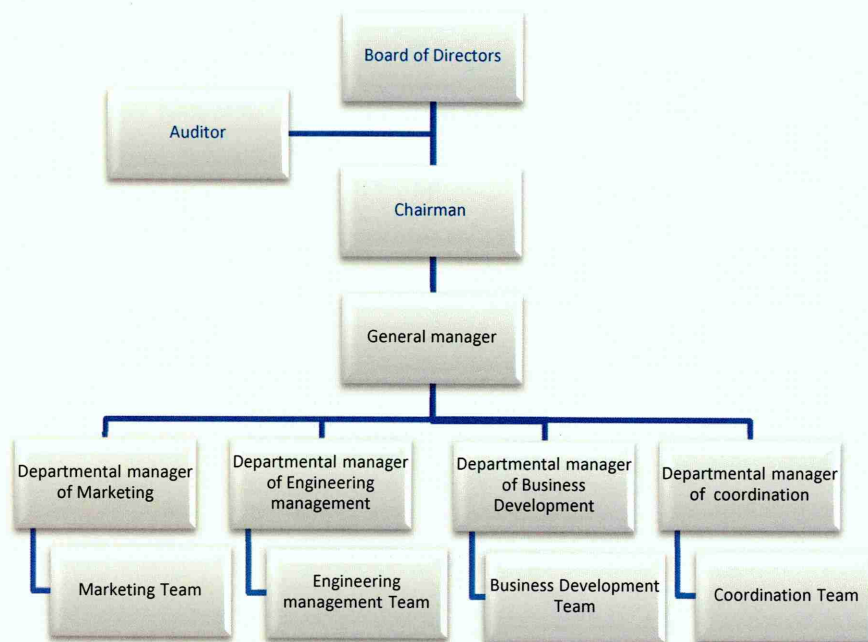 Board of Directors
Auditor
Chairman
General manager
Departmental manager
of Marketing
Departmental manager
of Engineering
management
Departmental manager
of Business
Development
Departmental manager
of coordination
Marketing Team
Engineering
management Team
Business Development
Team
Coordination Team